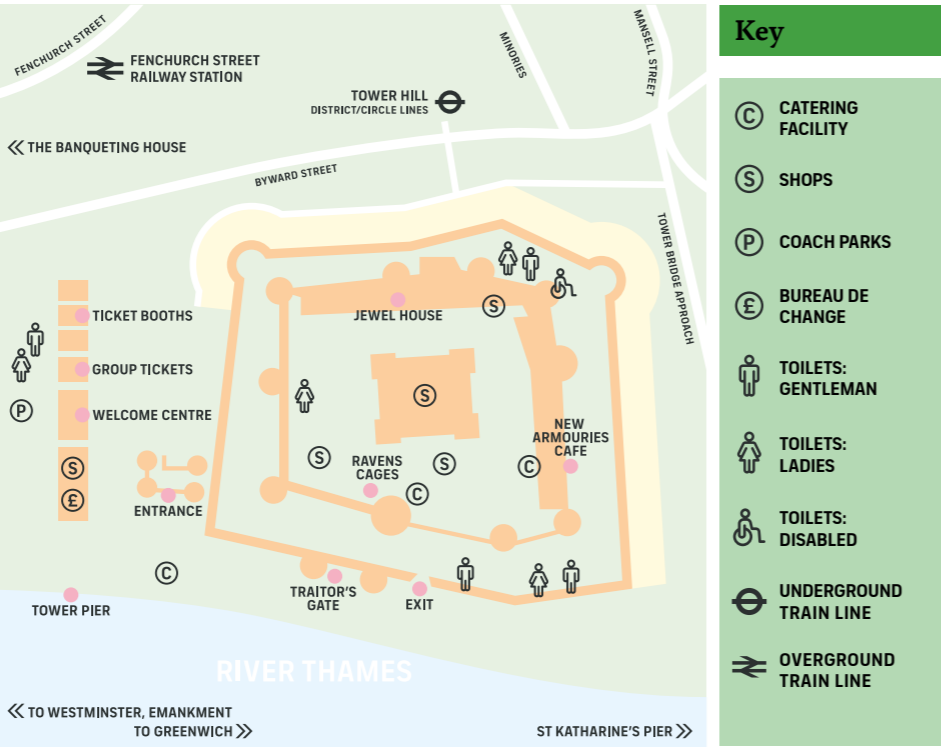 FENCHURCH STREET
FENCHURCH STREET
RAILWAY STATION
MINORIES
MANSELL STREET
TOWER HILL
DISTRICT/CIRCLE LINES
THE BANQUETING HOUSE
BYWARD STREET
TOWER BRIDGE APPROACH
TICKET BOOTHS
JEWEL HOUSE
S
GROUP TICKETS
P
WELCOME CENTRE
S
NEW
ARMOURIES
CAFE
S
S
RAVENS
CAGES
S
C
C
£
ENTRANCE
C
TRAITOR'S
GATE
EXIT
TOWER PIER
RIVER THAMES
TO WESTMINSTER, EMANKMENT
TO GREENWICH
ST KATHARINE'S PIER
Key
C
CATERING
FACILITY
S
SHOPS
P
COACH PARKS
£
BUREAU DE
CHANGE
TOILETS:
GENTLEMAN
TOILETS:
LADIES
TOILETS:
DISABLED
UNDERGROUND
TRAIN LINE
OVERGROUND
TRAIN LINE